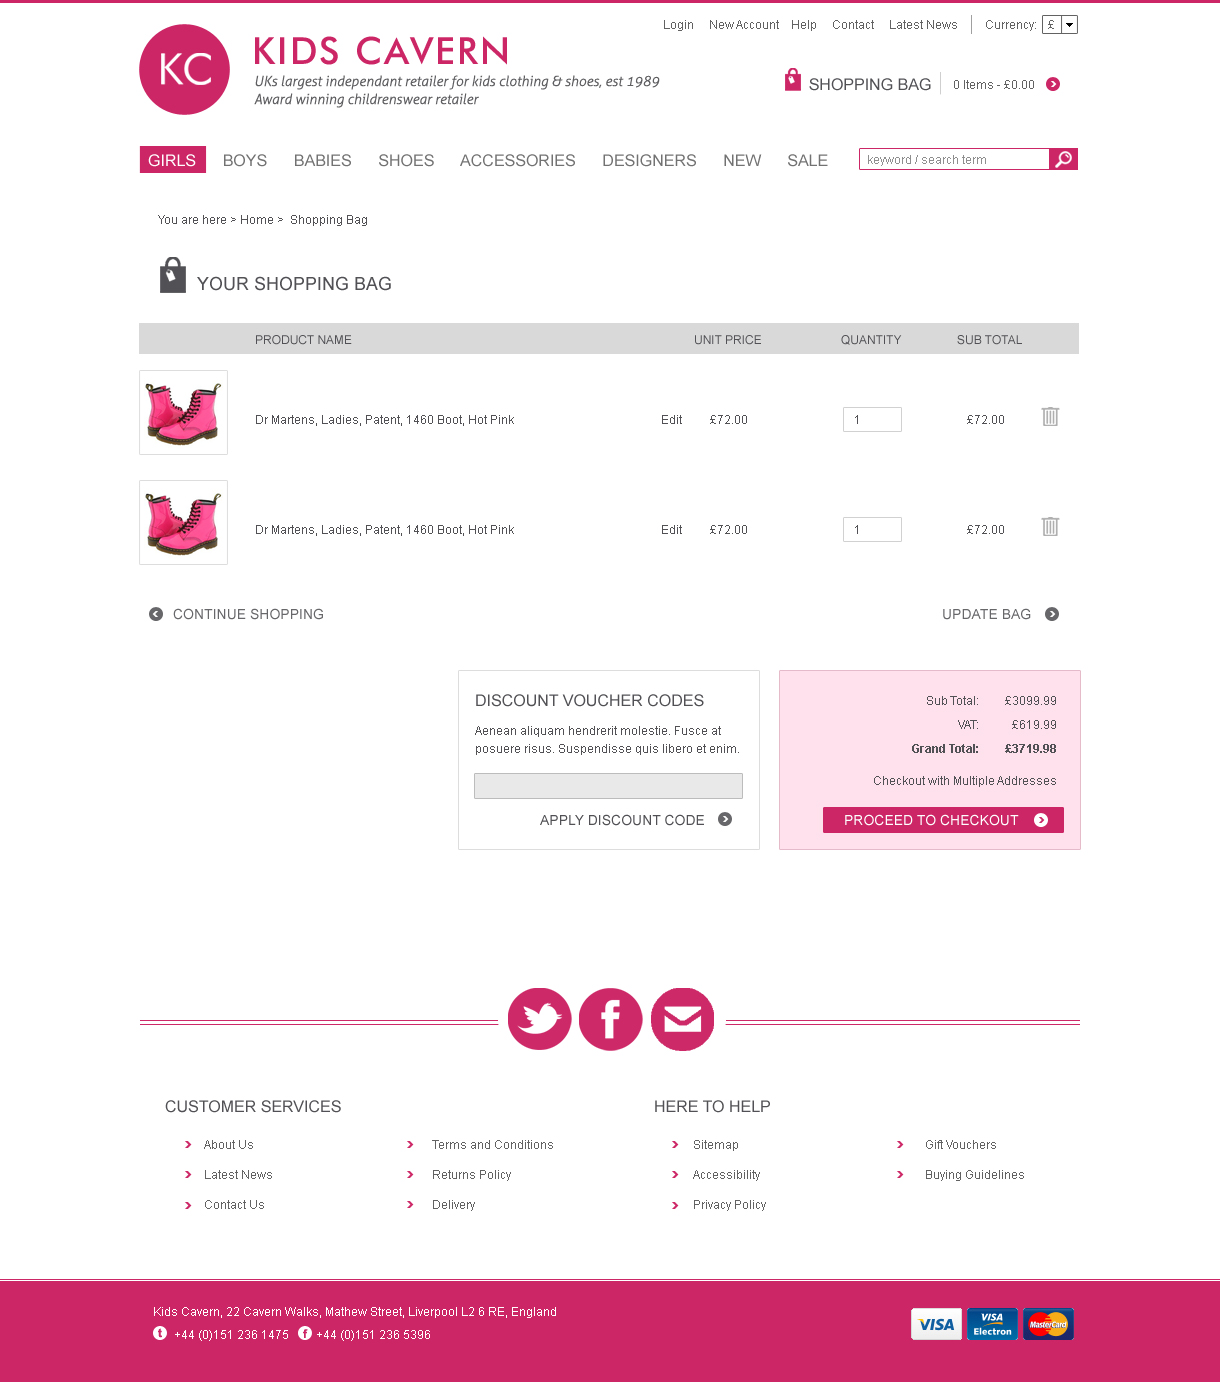 Login New Account Help Contact Latest News Currency: £
KC
KIDS CAVERN
UKs largest independant retailer for kids clothing & shoes, est 1989
Award winning childrenswear retailer
SHOPPING BAG 0 Items - £0.00
GIRLS BOYS BABIES SHOES ACCESSORIES DESIGNERS NEW SALE keyword / search term
You are here > Home > Shopping Bag
YOUR SHOPPING BAG
PRODUCT NAME UNIT PRICE QUANTITY SUB TOTAL
Dr Martens, Ladies, Patent, 1460 Boot, Hot Pink Edit £72.00 1 £72.00
Dr Martens, Ladies, Patent, 1460 Boot, Hot Pink Edit £72.00 1 £72.00
CONTINUE SHOPPING UPDATE BAG
DISCOUNT VOUCHER CODES
Aenean aliquam hendrerit molestie. Fusce at
posuere risus. Suspendisse quis libero et enim.
APPLY DISCOUNT CODE
Sub Total: £3099.99
VAT: £619.99
Grand Total: £3719.98
Checkout with Multiple Addresses
PROCEED TO CHECKOUT
CUSTOMER SERVICES HERE TO HELP
About Us Terms and Conditions Sitemap Gift Vouchers
Latest News Returns Policy Accessibility Buying Guidelines
Contact Us Delivery Privacy Policy
Kids Cavern, 22 Cavern Walks, Mathew Street, Liverpool L2 6 RE, England
t +44 (0)151 236 1475 f +44 (0)151 236 5396
VISA VISA Electron MasterCard